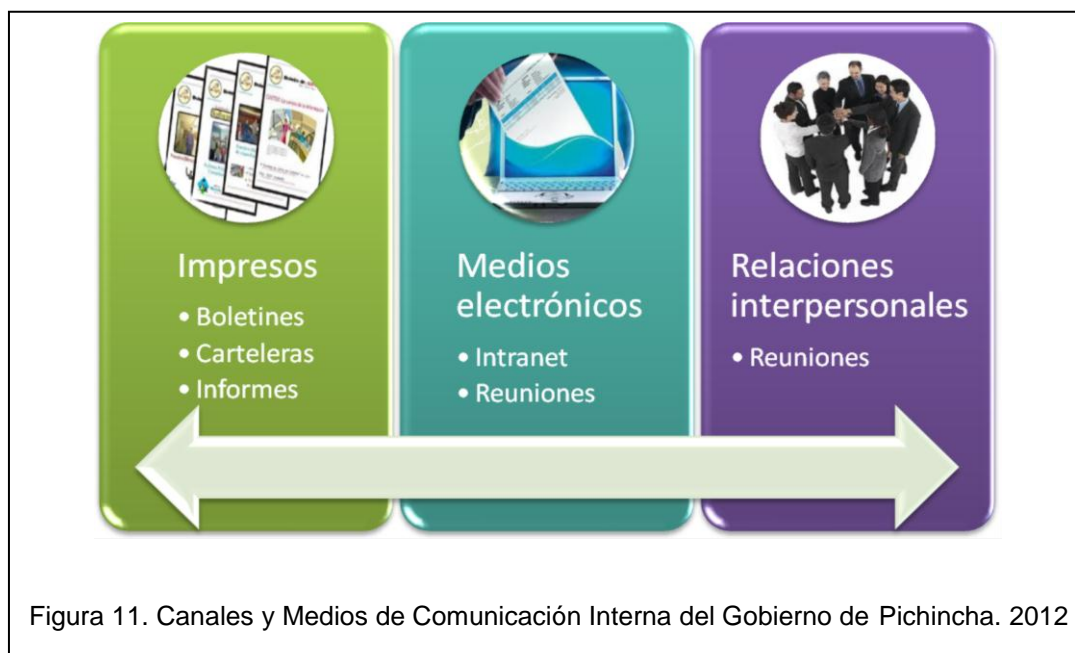 Impresos
• Boletines
• Carteleras
• Informes
Medios
electrónicos
• Intranet
• Reuniones
Relaciones
interpersonales
• Reuniones
Figura 11. Canales y Medios de Comunicación Interna del Gobierno de Pichincha. 2012